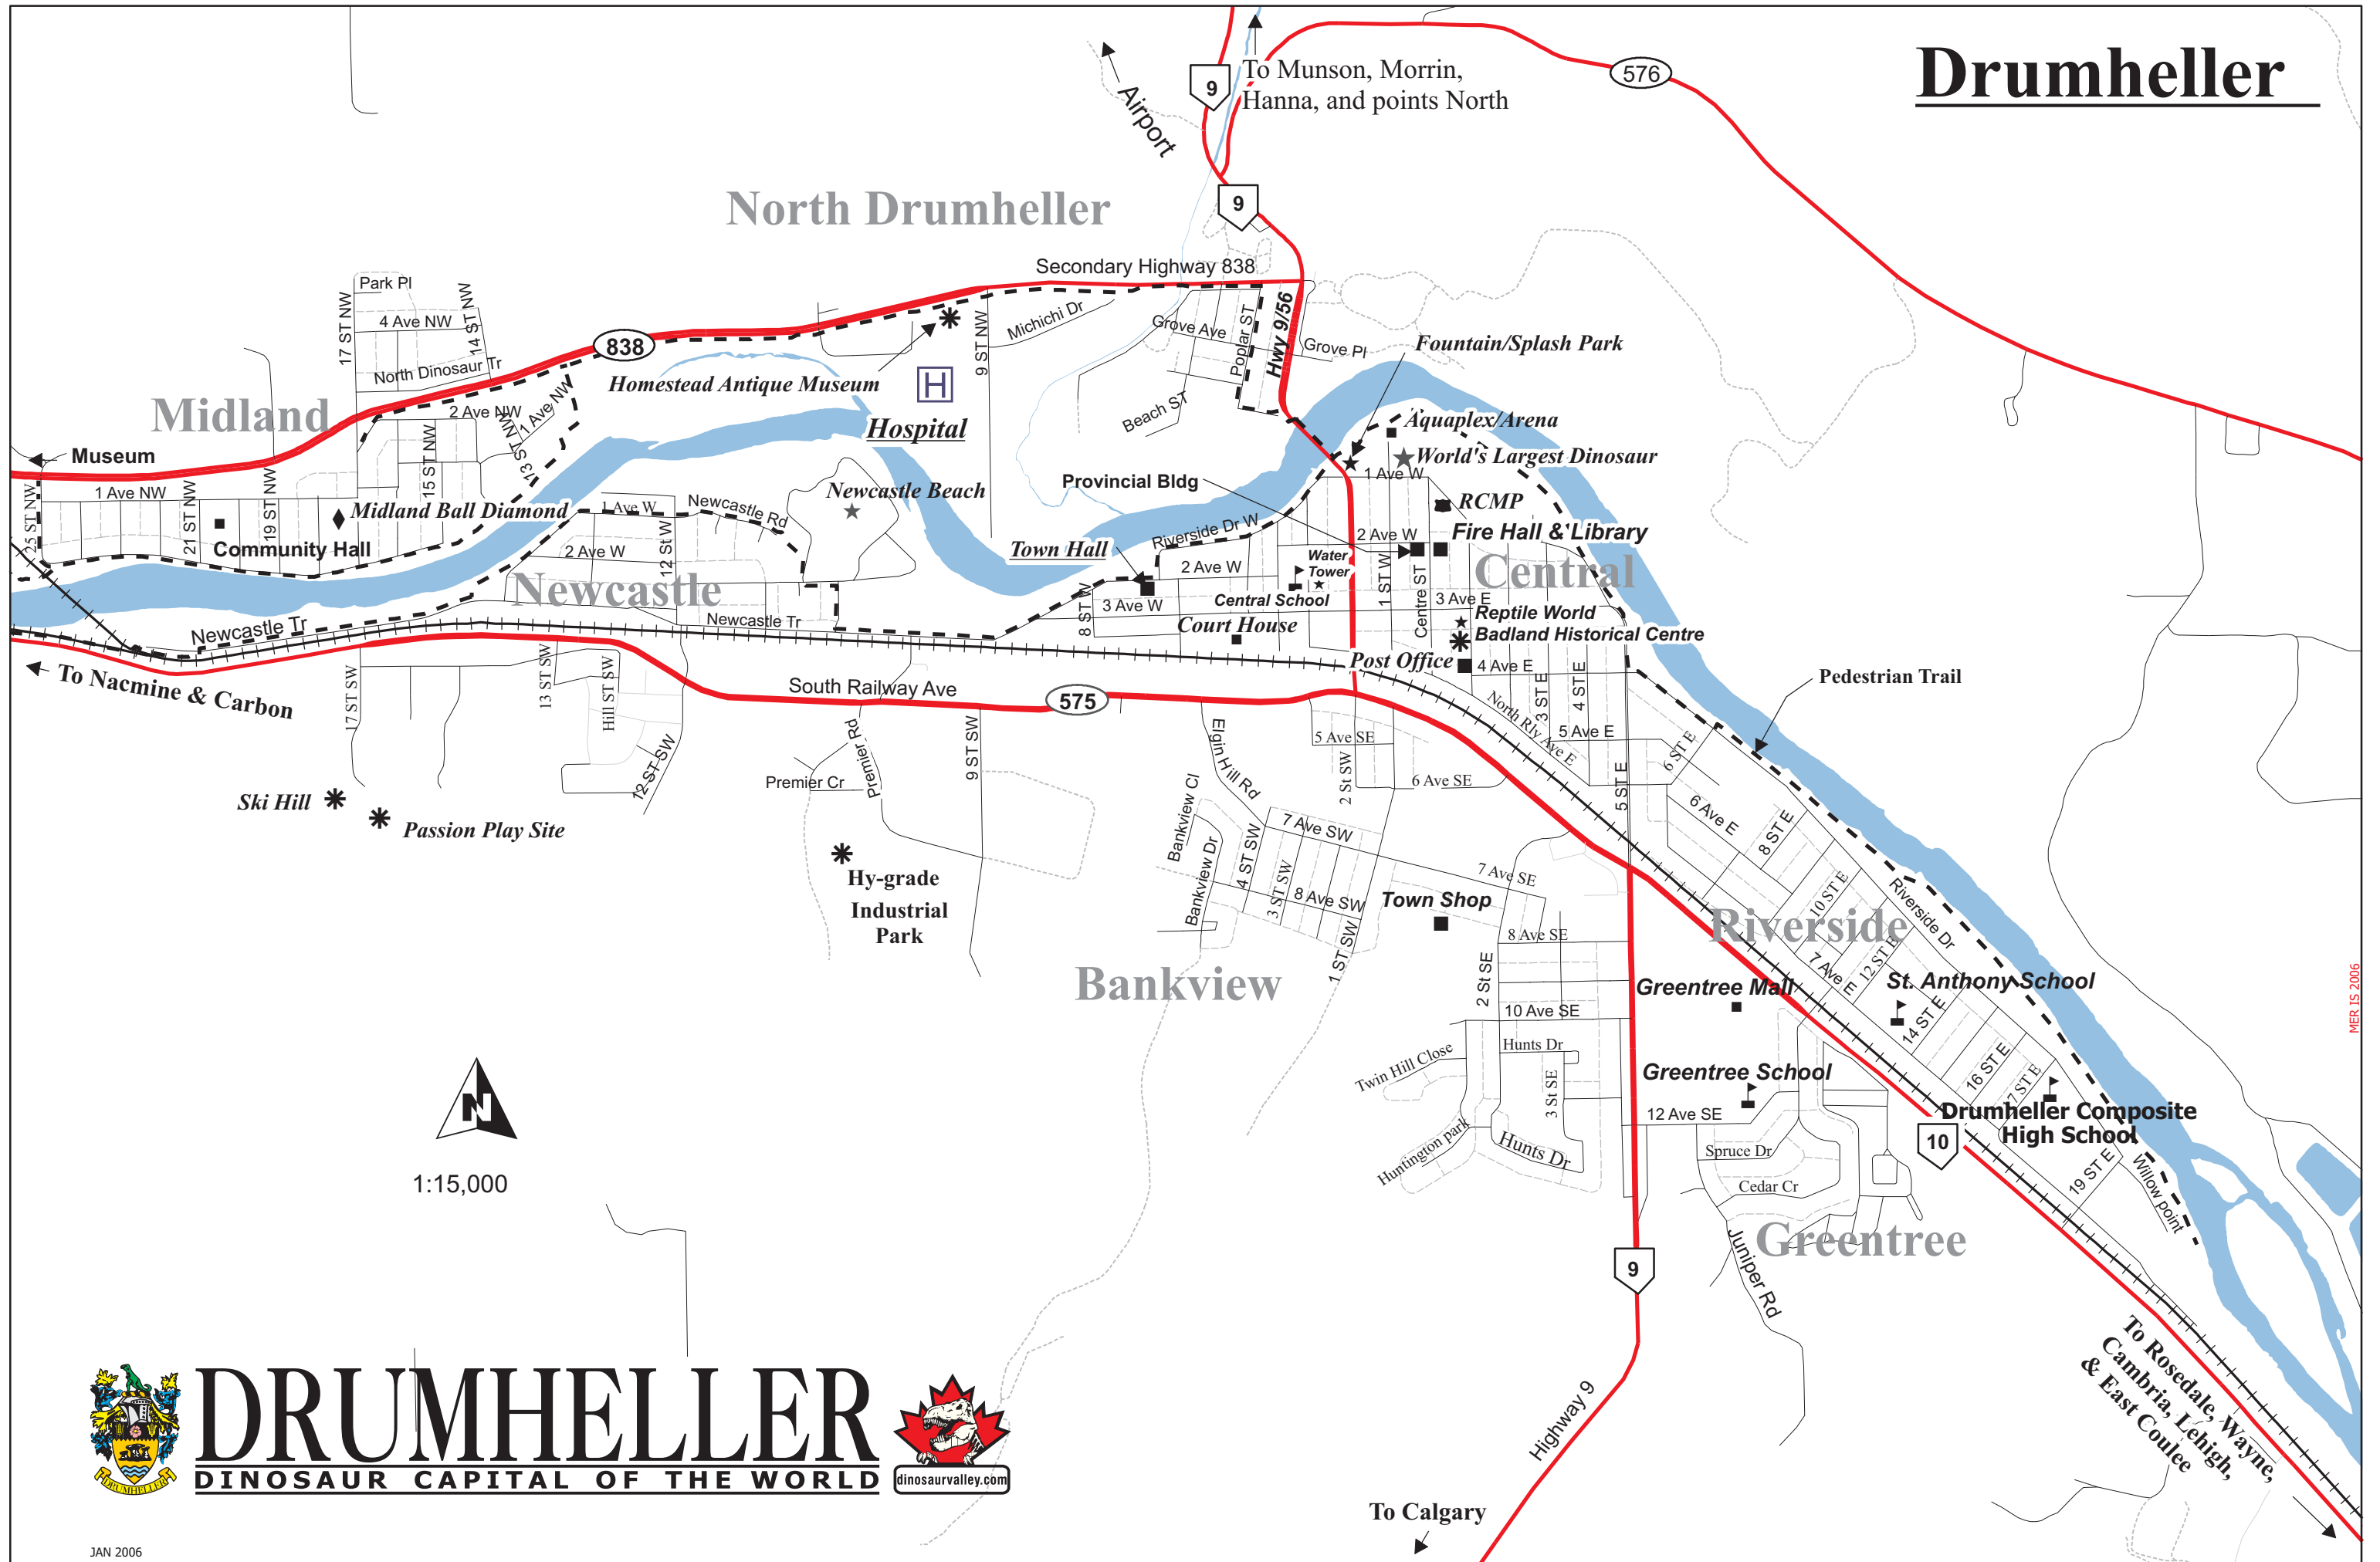 Drumheller
9
To Munson, Morrin,
Hanna, and points North
576
Airport
9
North Drumheller
Secondary Highway 838
Park Pl
17 ST NW
4 Ave NW
14 ST NW
North Dinosaur Tr
838
Homestead Antique Museum
H
Hospital
9 ST NW
Michichi Dr
Grove Ave
Poplar ST
Hwy 9/56
Grove Pl
Beach ST
Fountain/Splash Park
Aquaplex/Arena
World's Largest Dinosaur
Midland
Museum
2 Ave NW
1 Ave NW
13 ST NW
15 ST NW
1 Ave NW
25 ST NW
21 ST NW
19 ST NW
Midland Ball Diamond
Community Hall
1 Ave W
Newcastle Rd
Newcastle Beach
2 Ave W
12 St W
Newcastle
Newcastle Tr
Newcastle Tr
Provincial Bldg
1 Ave W
RCMP
Riverside Dr W
Town Hall
2 Ave W
Fire Hall & Library
Water
Tower
2 Ave W
Central
8 ST W
3 Ave W
Central School
1 ST W
Centre ST
3 Ave E
Reptile World
Court House
Badland Historical Centre
Post Office
4 Ave E
Pedestrian Trail
To Nacmine & Carbon
17 ST SW
13 ST SW
Hill ST SW
12 ST SW
South Railway Ave
575
Premier Rd
Premier Cr
9 ST SW
Elgin Hill Rd
5 Ave SE
2 St SW
6 Ave SE
North Rly Ave E
3 ST E
4 ST E
5 Ave E
5 ST E
6 ST E
Ski Hill
Passion Play Site
Hy-grade
Industrial
Park
Bankview Cl
Bankview Dr
4 ST SW
7 Ave SW
3 ST SW
8 Ave SW
1 ST SW
7 Ave SE
Town Shop
8 Ave SE
6 Ave E
8 ST E
10 ST E
Riverside Dr
Riverside
12 ST E
7 Ave E
Bankview
2 St SE
10 Ave SE
Greentree Mall
St. Anthony School
14 ST E
MER IS 2006
Twin Hill Close
Hunts Dr
3 St SE
Greentree School
16 ST E
17 ST E
12 Ave SE
Drumheller Composite
High School
10
N
1:15,000
Huntington park
Hunts Dr
Spruce Dr
Cedar Cr
19 ST E
Willow point
Greentree
Juniper Rd
9
Highway 9
To Rosedale, Wayne,
Cambria, Lehigh,
& East Coulee
To Calgary
DRUMHELLER
DRUMHELLER
DINOSAUR CAPITAL OF THE WORLD
dinosaurvalley.com
JAN 2006